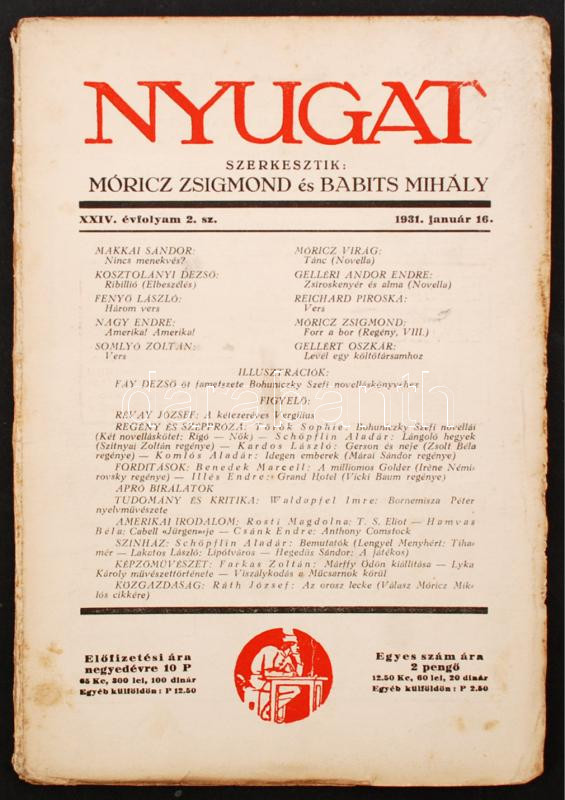 NYUGAT
SZERKESZTIK:
MÓRICZ ZSIGMOND és BABITS MIHÁLY
XXIV. évfolyam 2. sz.
1931. január 16.
MAKKAI SÁNDOR:
Nincs menekvés?
KOSZTOLÁNYI DEZSŐ:
Ribillió (Elbeszélés)
FENYŐ LÁSZLÓ:
Három vers
NAGY ENDRE:
Amerika! Amerika!
SOMLYÓ ZOLTÁN:
Vers
MÓRICZ VIRÁG:
Tánc (Novella)
GELLÉRI ANDOR ENDRE:
Zsiroskenyér és alma (Novella)
REICHARD PIROSKA:
Vers
MÓRICZ ZSIGMOND:
Forr a bor (Regény, VIII.)
GELLÉRT OSZKÁR:
Levél egy költőtársamhoz
ILLUSZTRÁCIÓK:
FÁY DEZSŐ öt fametszete Bohuniczky Szefi novelláskönyveihez
FIGYELŐ:
RÉVAY JÓZSEF: A kétezeréves Vergilius
REGÉNY ÉS SZÉPPRÓZA: Török Sophie: Bohuniczky Szefi novellái
(Két novelláskötet: Rigó — Nők) — Schöpflin Aladár: Lángoló hegyek
(Szitnyai Zoltán regénye) — Kardos László: Gerson és neje (Zsolt Béla
regénye) — Komlós Aladár: Idegen emberek (Márai Sándor regénye)
FORDITÁSOK: Benedek Marcell: A milliomos Golder (Irène Némi
rovsky regénye) — Illés Endre: Grand Hotel (Vicki Baum regénye)
APRÓ BIRÁLATOK
TUDOMÁNY ÉS KRITIKA: Waldapfel Imre: Bornemisza Péter
nyelvművészete
AMERIKAI IRODALOM: Rosti Magdolna: T. S. Eliot — Hamvas
Béla: Cabell «Jürgen»-je — Csánk Endre: Anthony Comstock
SZINHÁZ: Schöpflin Aladár: Bemutatók (Lengyel Menyhért: Tiha-
mér — Lakatos László: Lipótváros — Hegedüs Sándor: A játékos)
KÉPZŐMŰVÉSZET: Farkas Zoltán: Márffy Ödön kiállítása — Lyka
Károly művészettörténete — Viszálykodás a Műcsarnok körül
KÖZGAZDASÁG: Ráth József: Az orosz lecke (Válasz Móricz Mik-
lós cikkére)
Előfizetési ára
negyedévre 10 P
65 Kc, 300 lei, 100 dinár
Egyéb külföldön: P 12.50
Egyes szám ára
2 pengő
12.50 Kc, 60 lei, 20 dinár
Egyéb külföldön: P 2.50
darabanth